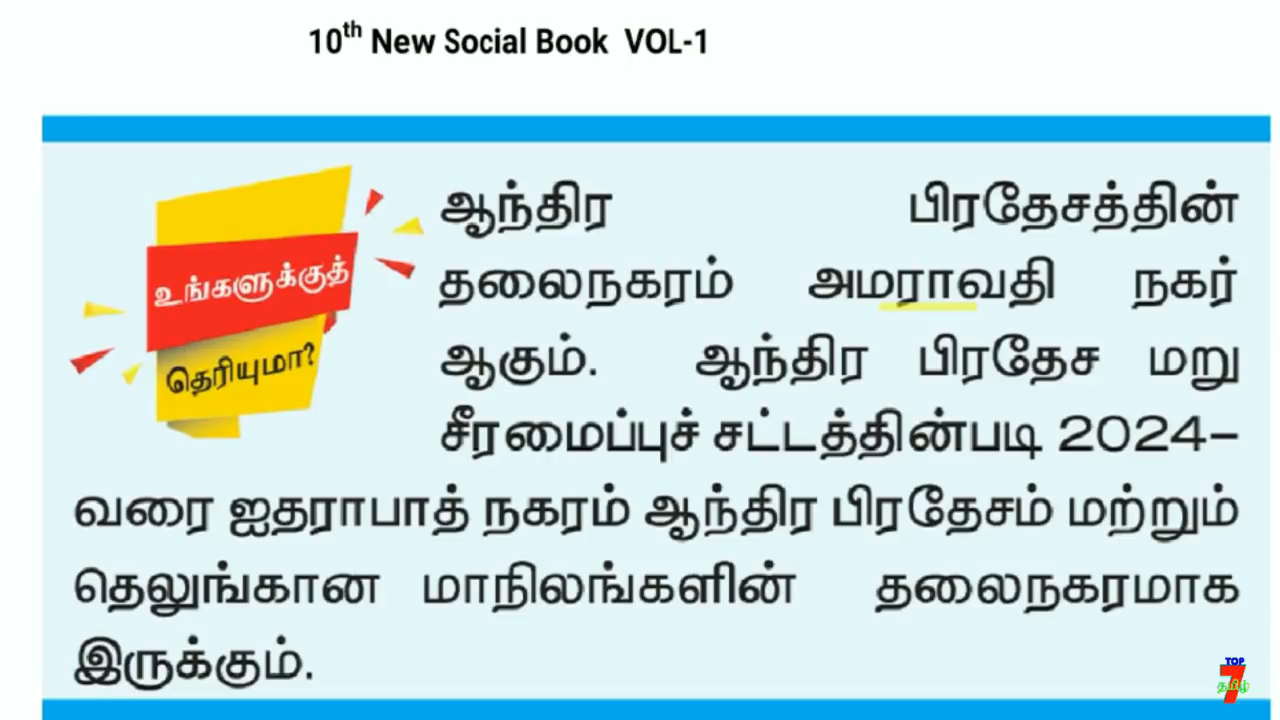 10th New Social Book VOL-1
உங்களுக்குத்
தெரியுமா?
ஆந்திர பிரதேசத்தின்
தலைநகரம் அமராவதி நகர்
ஆகும். ஆந்திர பிரதேச மறு
சீரமைப்புச் சட்டத்தின்படி 2024–
வரை ஐதராபாத் நகரம் ஆந்திர பிரதேசம் மற்றும்
தெலுங்கான மாநிலங்களின் தலைநகரமாக
இருக்கும்.
TOP
7
தமிழ்